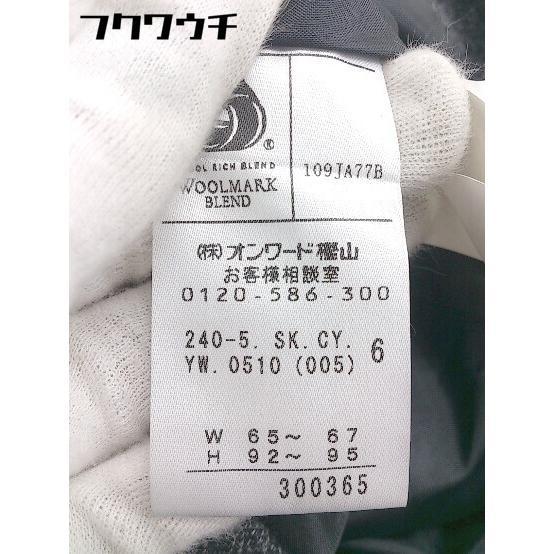 フクワウチ
®
OOL RICH BLEND
WOOLMARK
BLEND
109JA77B
(株)オンワード樫山
お客様相談室
0120-586-300
240-5. SK. CY. 6
YW. 0510 (005)
W 65～ 67
H 92～ 95
300365